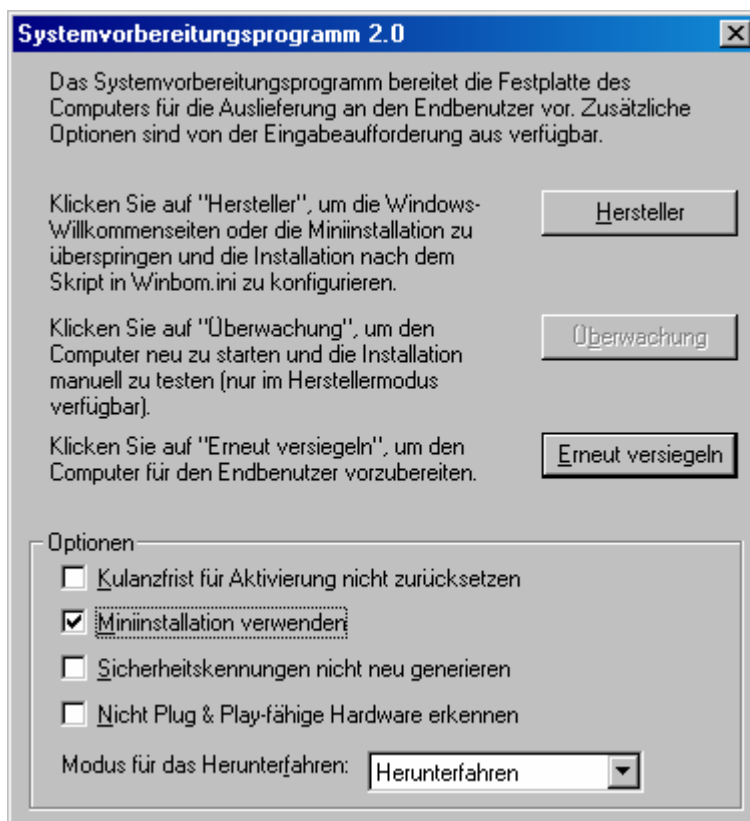 Systemvorbereitungsprogramm 2.0
Das Systemvorbereitungsprogramm bereitet die Festplatte des
Computers für die Auslieferung an den Endbenutzer vor. Zusätzliche
Optionen sind von der Eingabeaufforderung aus verfügbar.
Klicken Sie auf "Hersteller", um die Windows-
Willkommenseiten oder die Miniinstallation zu
überspringen und die Installation nach dem
Skript in Winbom.ini zu konfigurieren.
Hersteller
Klicken Sie auf "Überwachung", um den
Computer neu zu starten und die Installation
manuell zu testen (nur im Herstellermodus
verfügbar).
Überwachung
Klicken Sie auf "Erneut versiegeln", um den
Computer für den Endbenutzer vorzubereiten.
Erneut versiegeln
Optionen
Kulanzfrist für Aktivierung nicht zurücksetzen
Miniinstallation verwenden
Sicherheitskennungen nicht neu generieren
Nicht Plug & Play-fähige Hardware erkennen
Modus für das Herunterfahren: Herunterfahren